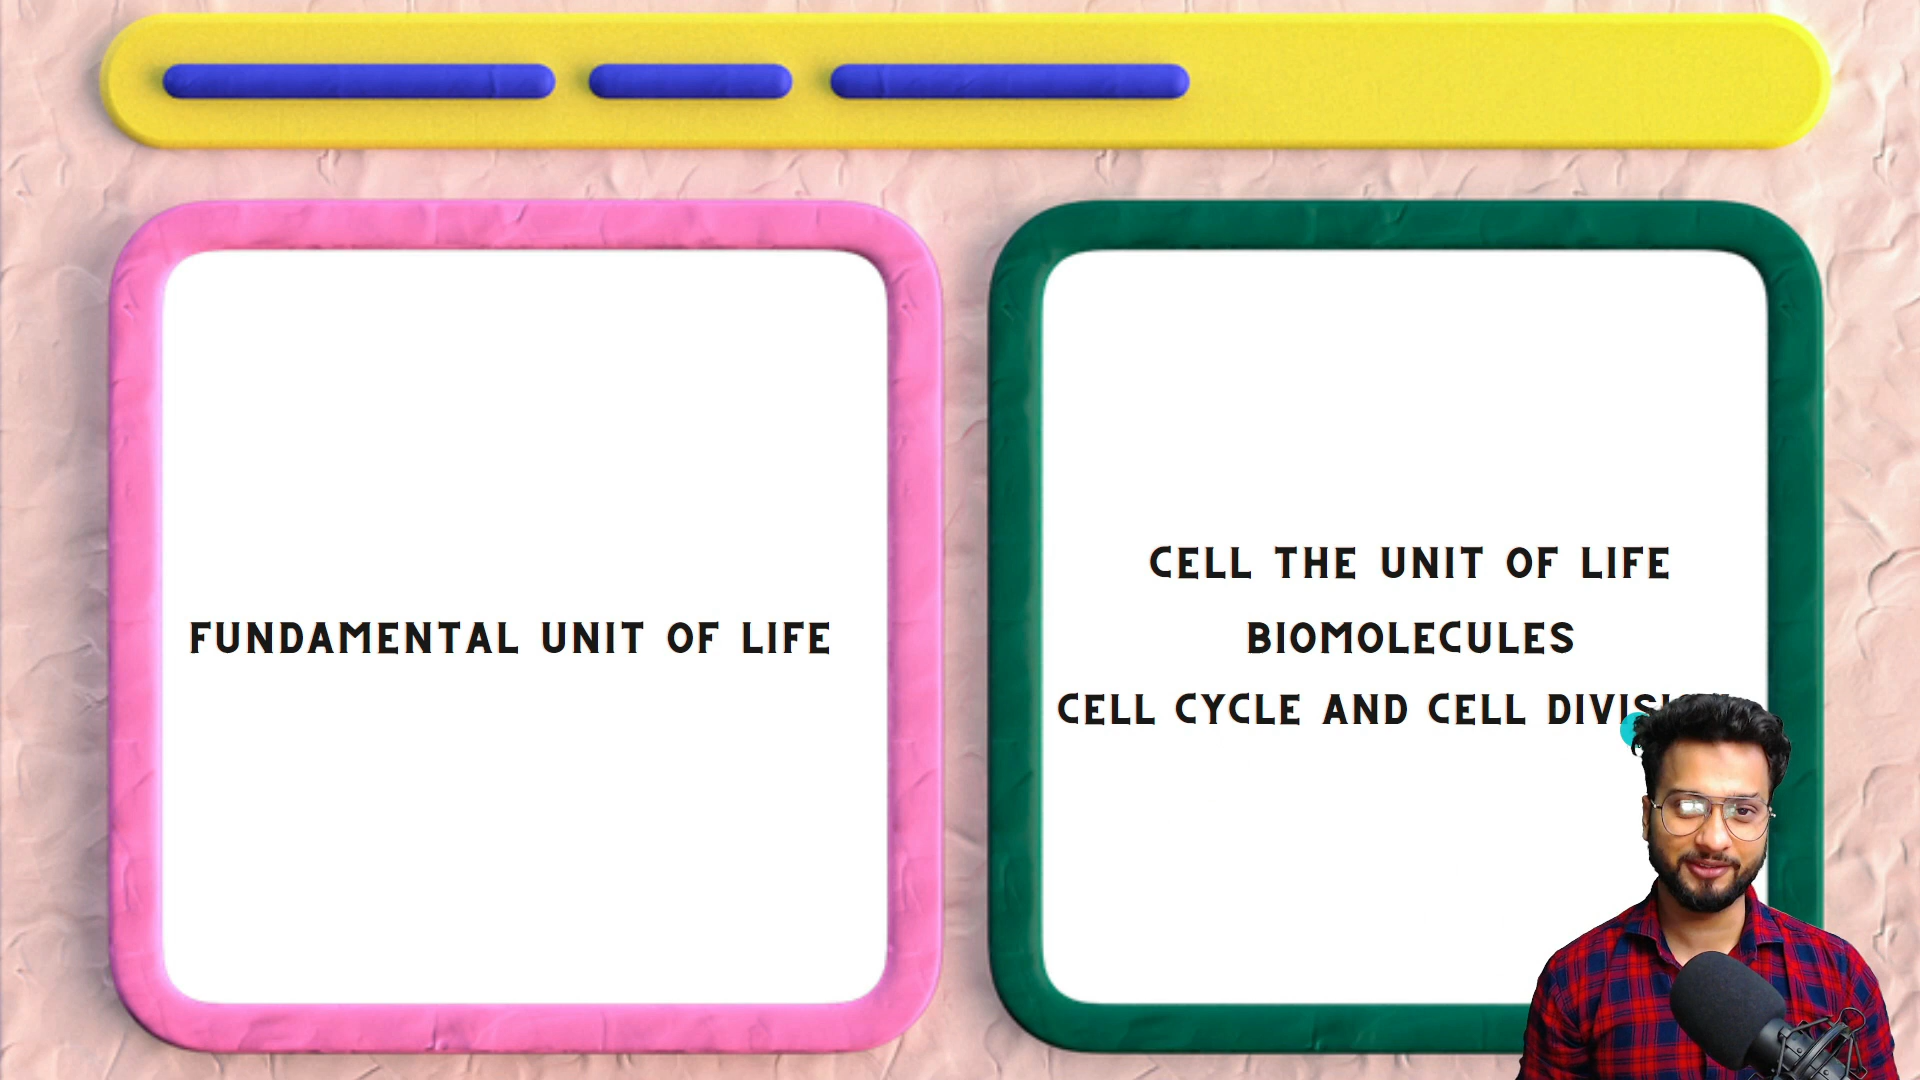 FUNDAMENTAL UNIT OF LIFE
CELL THE UNIT OF LIFE
BIOMOLECULES
CELL CYCLE AND CELL